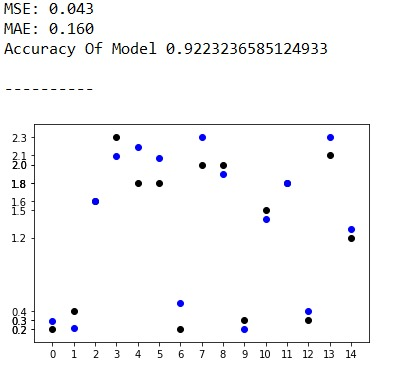 MSE: 0.043
MAE: 0.160
Accuracy Of Model 0.9223236585124933
----------
2.3
2.1
2.0
1.8
1.6
1.5
1.2
0.4
0.3
0.2
0 1 2 3 4 5 6 7 8 9 10 11 12 13 14